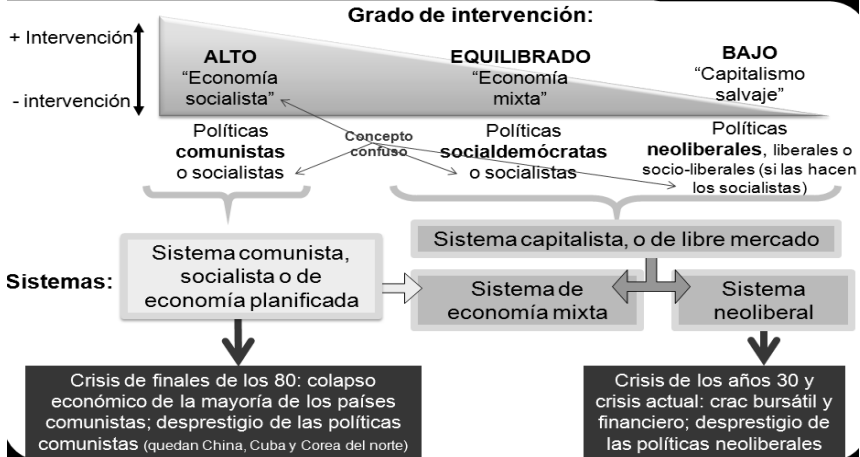 Grado de intervención:
+ Intervención
- intervención
ALTO
“Economía
socialista”
EQUILIBRADO
“Economía
mixta”
BAJO
“Capitalismo
salvaje”
Políticas
comunistas
o socialistas
Concepto
confuso
Políticas
socialdemócratas
o socialistas
Políticas
neoliberales, liberales o
socio-liberales (si las hacen
los socialistas)
Sistemas:
Sistema comunista,
socialista o de
economía planificada
Sistema capitalista, o de libre mercado
Sistema de
economía mixta
Sistema
neoliberal
Crisis de finales de los 80: colapso
económico de la mayoría de los países
comunistas; desprestigio de las políticas
comunistas (quedan China, Cuba y Corea del norte)
Crisis de los años 30 y
crisis actual: crac bursátil y
financiero; desprestigio de
las políticas neoliberales